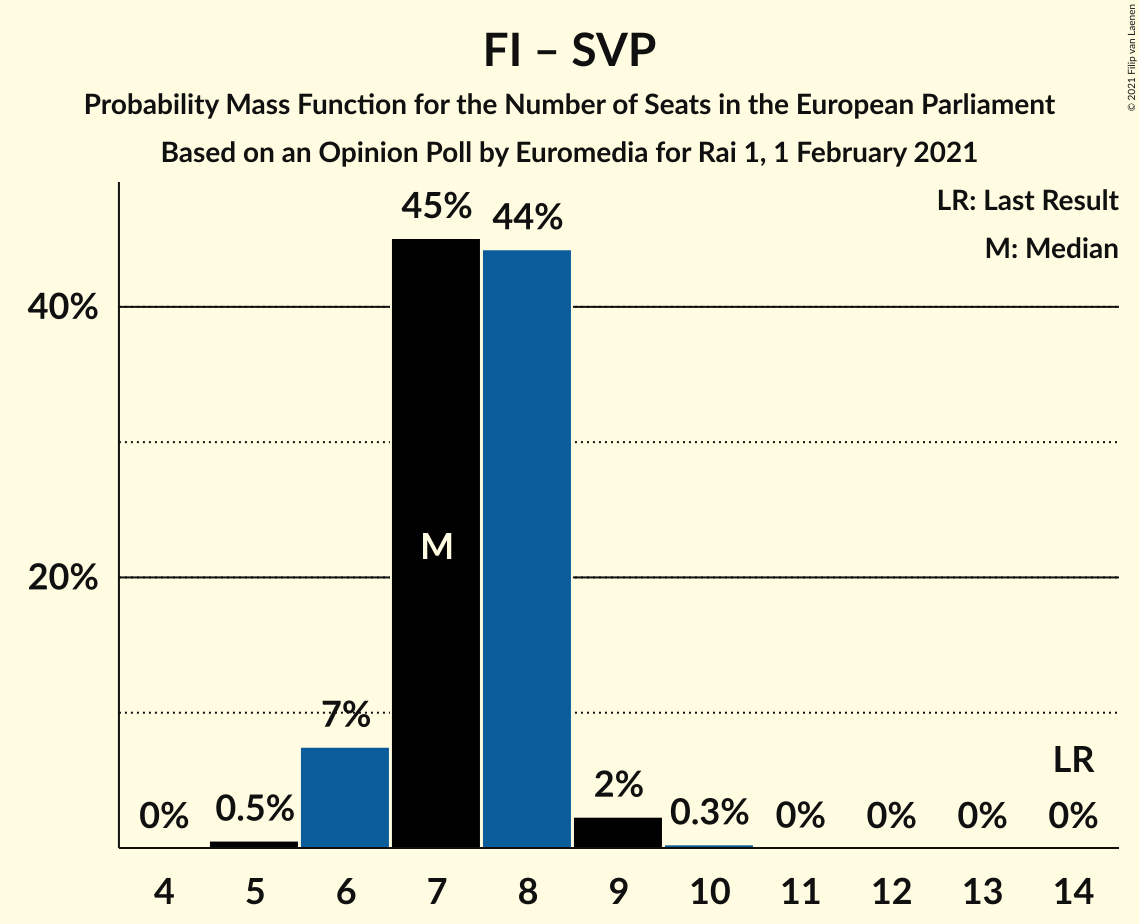 FI – SVP
Probability Mass Function for the Number of Seats in the European Parliament
Based on an Opinion Poll by Euromedia for Rai 1, 1 February 2021
© 2021 Filip van Laenen
LR: Last Result
M: Median
45%
44%
40%
M
20%
7%
LR
0%
0.5%
2%
0.3%
0%
0%
0%
0%
4 5 6 7 8 9 10 11 12 13 14